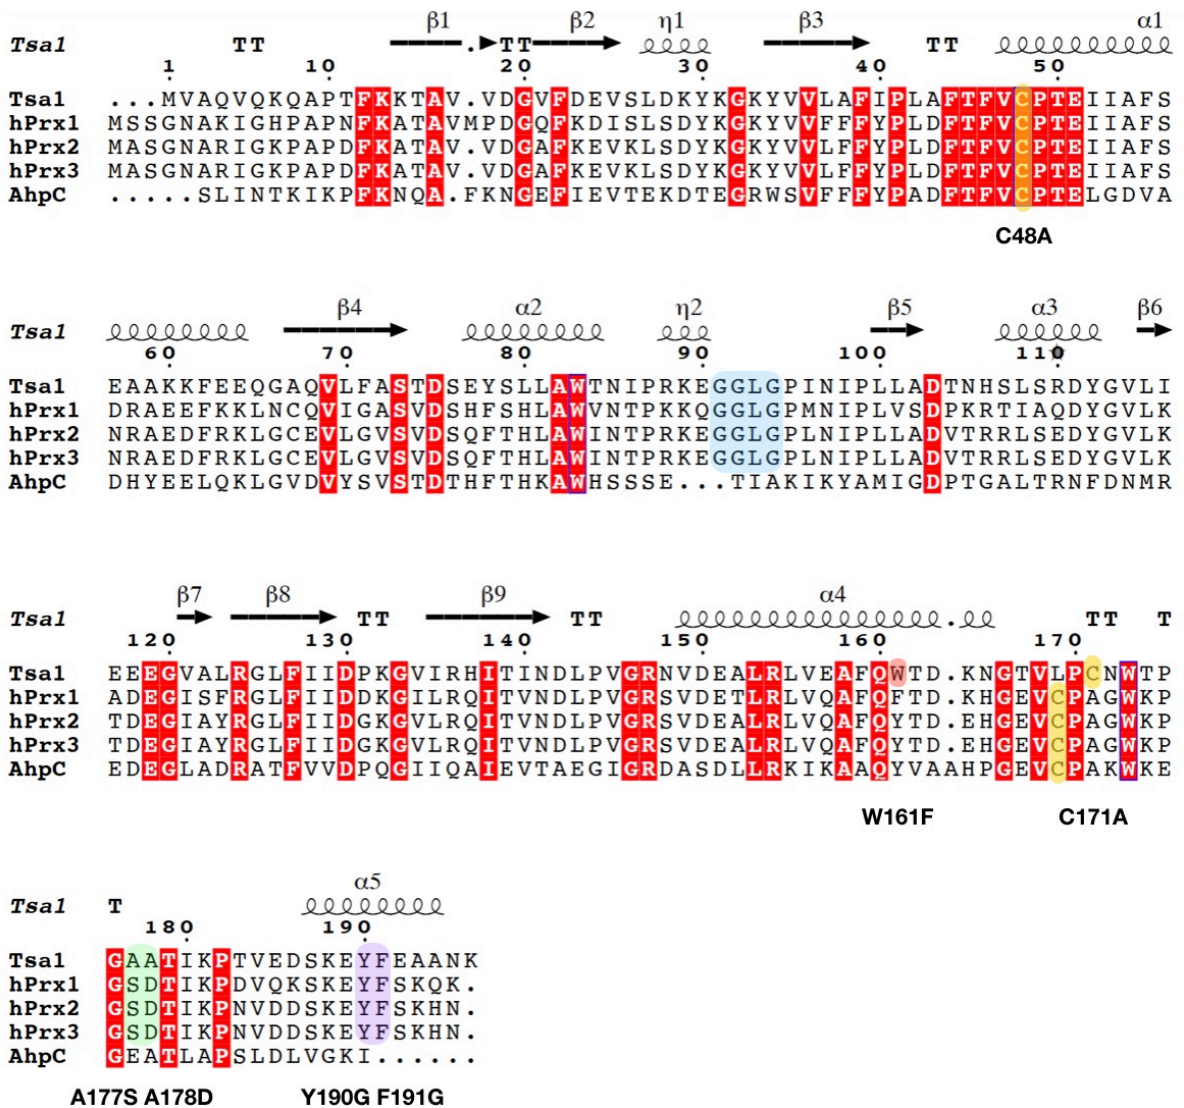 β1 β2 η1 β3 α1
Tsa1 TT . TT TT
1 10 20 30 40 50
Tsa1 ...MVAQVQKQAPTFKKTAV.VDGVFDEVSLDKYKGKYVVLAFIPLAFTFVCPTEIIAFS
hPrx1 MSSGNAKIGHPAPNFKATAVMPDGQFKDISLSDYKGKYVVFFFYPLDFTFVCPTEIIAFS
hPrx2 MASGNARIGKPAPDFKATAV.VDGAFKEVKLSDYKGKYVVLFFYPLDFTFVCPTEIIAFS
hPrx3 MASGNARIGKPAPDFKATAV.VDGAFKEVKLSDYKGKYVVLFFYPLDFTFVCPTEIIAFS
AhpC .....SLINTKIKPFKNQA.FKNGEFIEVTEKDTEGRWSVFFFYPADFTFVCPTELGDVA
C48A
β4 α2 η2 β5 α3 β6
Tsa1
60 70 80 90 100 110
Tsa1 EAAKKFEEQGAQVLFASTDSEYSLLAWTNIPRKEGGLGPINIPLLADTNHSLSRDYGVLI
hPrx1 DRAEEFKKLNCQVIGASVDSHFSHLAWVNTPKKQGGLGPMNIPLVSDPKRTIAQDYGVLK
hPrx2 NRAEDFRKLGCEVLGVSVDSQFTHLAWINTPRKEGGLGPLNIPLLADVTRRLSEDYGVLK
hPrx3 NRAEDFRKLGCEVLGVSVDSQFTHLAWINTPRKEGGLGPLNIPLLADVTRRLSEDYGVLK
AhpC DHYEELQKLGVDVYSVSTDTHFTHKAWHSSSE...TIAKIKYAMIGDPTGALTRNFDNMR
β7 β8 β9 α4
Tsa1 TT TT . TT T
120 130 140 150 160 170
Tsa1 EEEGVALRGLFIIDPKGVIRHITINDLPVGRNVDEALRLVEAFQWTD.KNGTVLPCNWTP
hPrx1 ADEGISFRGLFIIDDKGILRQITVNDLPVGRSVDETLRLVQAFQFTD.KHGEVCPAGWKP
hPrx2 TDEGIAYRGLFIIDGKGVLRQITVNDLPVGRSVDEALRLVQAFQYTD.EHGEVCPAGWKP
hPrx3 TDEGIAYRGLFIIDGKGVLRQITVNDLPVGRSVDEALRLVQAFQYTD.EHGEVCPAGWKP
AhpC EDEGLADRATFVVDPQGIIQAIEVTAEGIGRDASDLLRKIKAAQYVAAHPGEVCPAKWKE
W161F C171A
α5
Tsa1 T
180 190
Tsa1 GAATIKPTVEDSKEYFEAANK
hPrx1 GSDTIKPDVQKSKEYFSKQK.
hPrx2 GSDTIKPNVDDSKEYFSKHN.
hPrx3 GSDTIKPNVDDSKEYFSKHN.
AhpC GEATLAPSLDLVGKI......
A177S A178D Y190G F191G